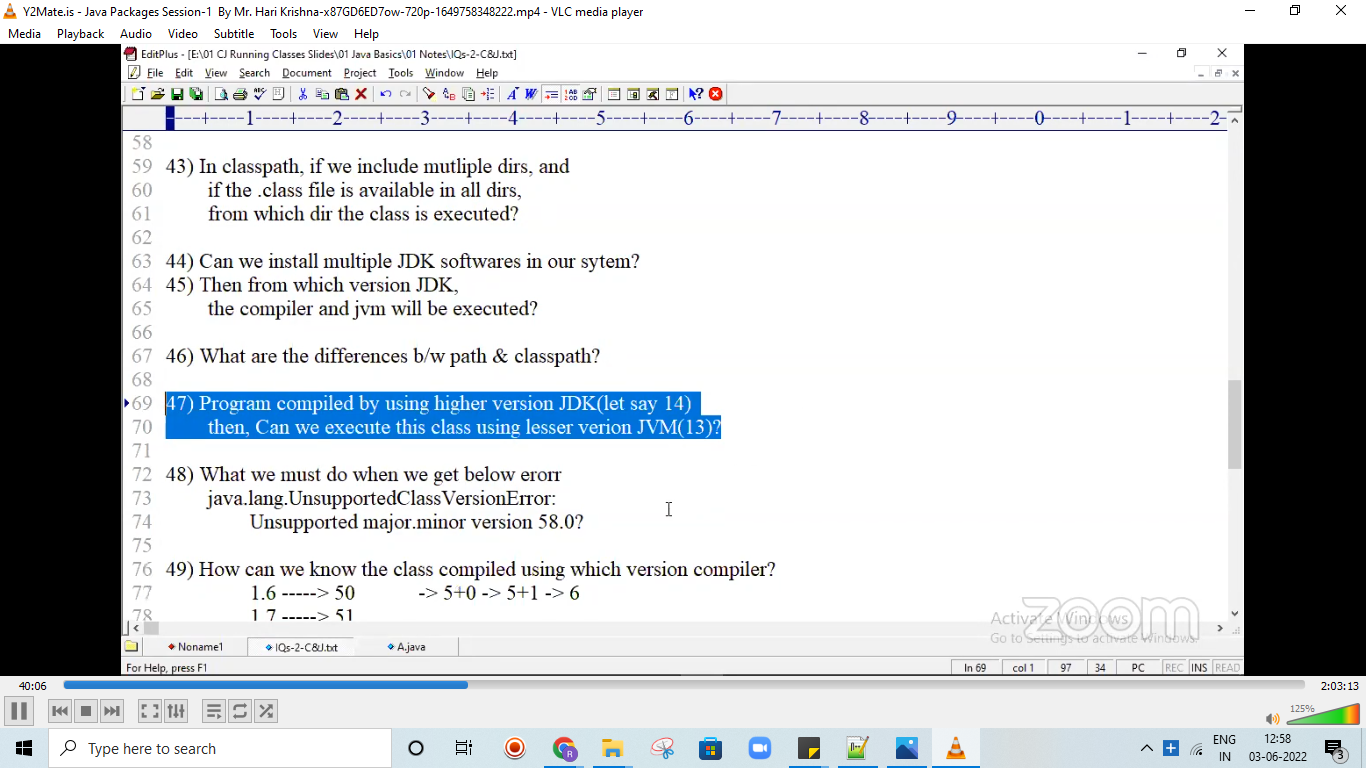 Y2Mate.is - Java Packages Session-1  By Mr. Hari Krishna-x87GD6ED7ow-720p-1649758348222.mp4 - VLC media player
Media Playback Audio Video Subtitle Tools View Help
EditPlus - [E:\01 CJ Running Classes Slides\01 Java Basics\01 Notes\IQs-2-C&J.txt]
File Edit View Search Document Project Tools Window Help
----+----1----+----2----+----3----+----4----+----5----+----6----+----7----+----8----+----9----+----0----+----1----+----2-
58
59 43) In classpath, if we include mutliple dirs, and
60 if the .class file is available in all dirs,
61 from which dir the class is executed?
62
63 44) Can we install multiple JDK softwares in our sytem?
64 45) Then from which version JDK,
65 the compiler and jvm will be executed?
66
67 46) What are the differences b/w path & classpath?
68
69 47) Program compiled by using higher version JDK(let say 14)
70 then, Can we execute this class using lesser verion JVM(13)?
71
72 48) What we must do when we get below erorr
73 java.lang.UnsupportedClassVersionError:
74 Unsupported major.minor version 58.0?
75
76 49) How can we know the class compiled using which version compiler?
77 1.6 -----> 50 -> 5+0 -> 5+1 -> 6
78 1.7 -----> 51
Activate Windows
Go to Settings to activate Windows.
zoom
Noname1 IQs-2-C&J.txt A.java
For Help, press F1 ln 69 col 1 97 34 PC REC INS READ
40:06 2:03:13
125%
Type here to search
ENG 12:58
IN 03-06-2022 3